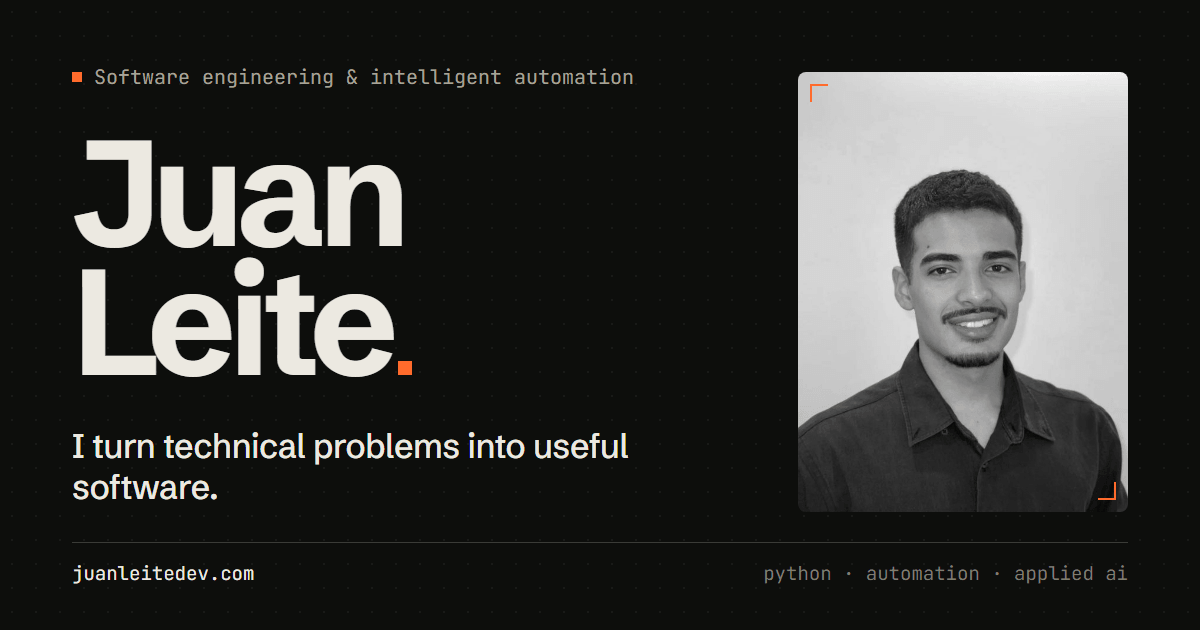 Software engineering & intelligent automation
Juan
Leite.
I turn technical problems into useful
software.
juanleitedev.com
python · automation · applied ai